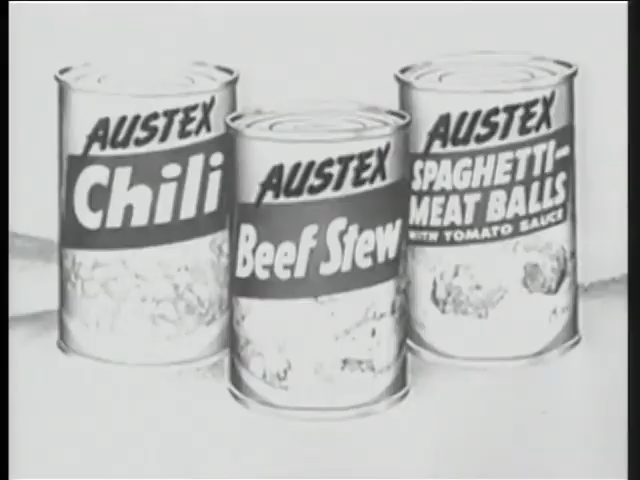 AUSTEX
Chili
AUSTEX
Beef Stew
AUSTEX
SPAGHETTI-
MEAT BALLS
WITH TOMATO SAUCE